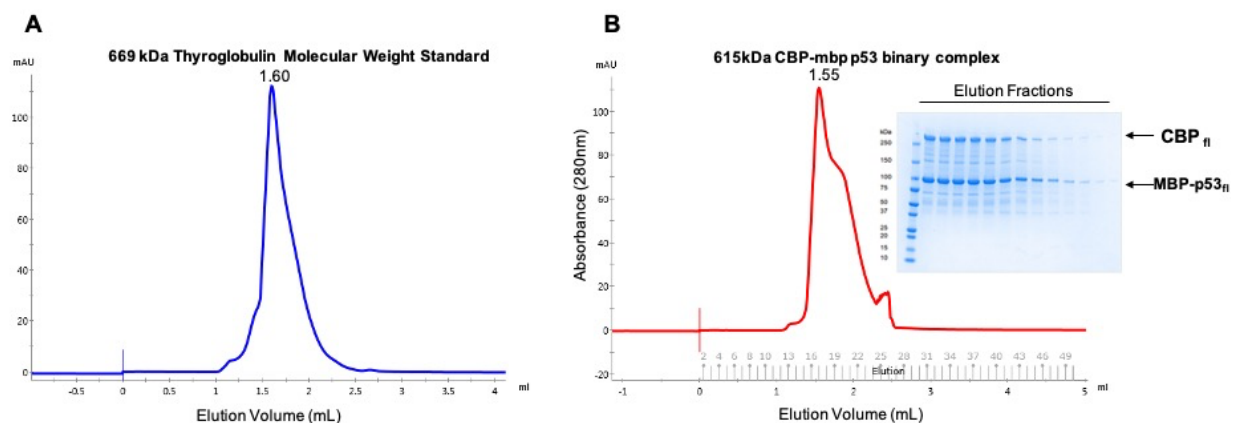 A
669 kDa Thyroglobulin Molecular Weight Standard
mAU
1.60
100
80
60
40
20
0
-0.5 0 0.5 1 1.5 2 2.5 3 3.5 4 ml
Elution Volume (mL)
B
615kDa CBP-mbp p53 binary complex
mAU
1.55
Elution Fractions
kDa
250
150
100
75
50
37
25
20
15
10
CBP fl
MBP-p53fl
Absorbance (280nm)
100
80
60
40
20
0
-20
2 4 6 8 10 13 16 19 22 25 28 31 34 37 40 43 46 49
Elution
-1 0 1 2 3 4 5 ml
Elution Volume (mL)